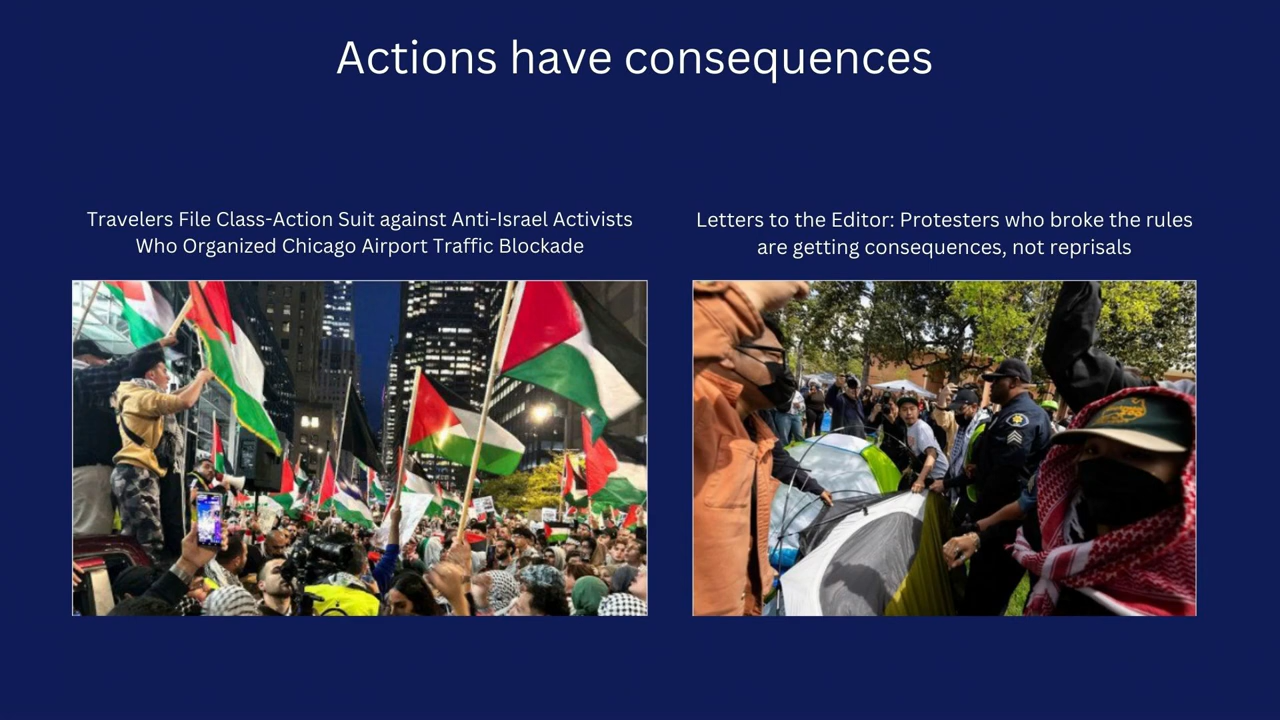 Actions have consequences
Travelers File Class-Action Suit against Anti-Israel Activists
Who Organized Chicago Airport Traffic Blockade
Letters to the Editor: Protesters who broke the rules
are getting consequences, not reprisals